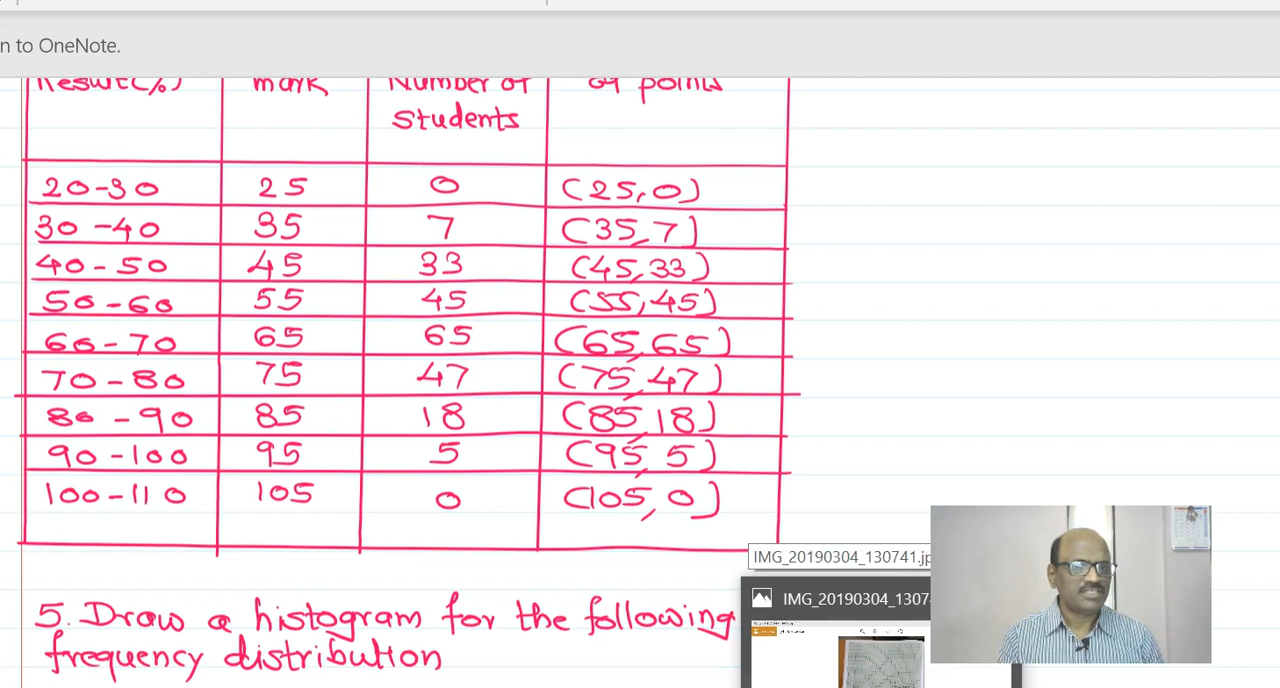 n to OneNote.
Result(%) mark Number of of points
students
20-30 25 0 (25,0)
30-40 35 7 (35,7)
40-50 45 33 (45,33)
50-60 55 45 (55,45)
60-70 65 65 (65,65)
70-80 75 47 (75,47)
80-90 85 18 (85,18)
90-100 95 5 (95,5)
100-110 105 0 (105,0)
IMG_20190304_130741.jp
IMG_20190304_1307
5. Draw a histogram for the following
frequency distribution